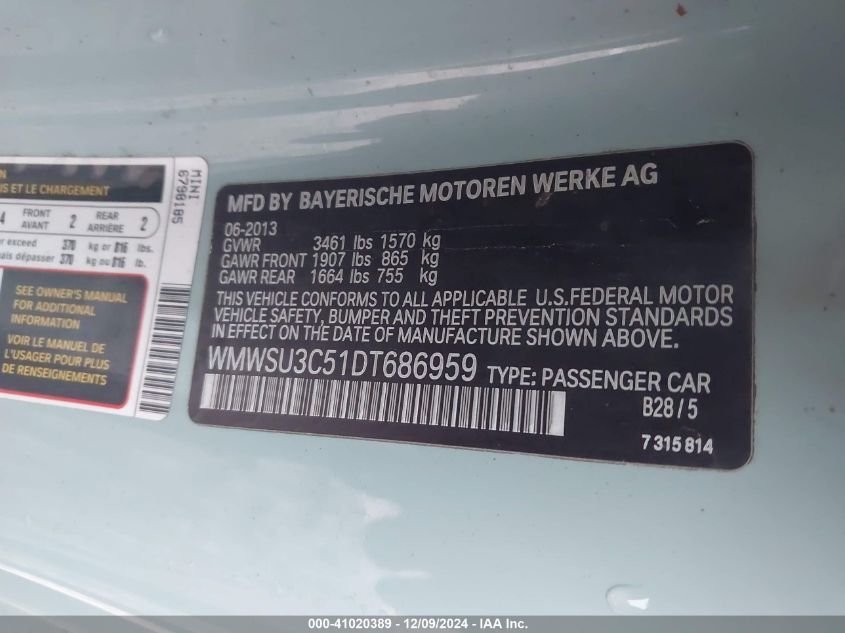 N
IS ET LE CHARGEMENT
4 FRONT AVANT 2 REAR ARRIÈRE 2
er exceed 370 kg or 816 lbs.
ais dépasser 370 kg ou 816 lb.
SEE OWNER'S MANUAL
FOR ADDITIONAL
INFORMATION
VOIR LE MANUEL DE
L'USAGER POUR PLUS
DE RENSEIGNEMENTS
MINI
6798185
MFD BY BAYERISCHE MOTOREN WERKE AG
06-2013
GVWR 3461 lbs 1570 kg
GAWR FRONT 1907 lbs 865 kg
GAWR REAR 1664 lbs 755 kg
THIS VEHICLE CONFORMS TO ALL APPLICABLE U.S.FEDERAL MOTOR
VEHICLE SAFETY, BUMPER AND THEFT PREVENTION STANDARDS
IN EFFECT ON THE DATE OF MANUFACTURE SHOWN ABOVE.
WMWSU3C51DT686959 TYPE: PASSENGER CAR
B28/5
7 315 814
000-41020389 - 12/09/2024 - IAA Inc.